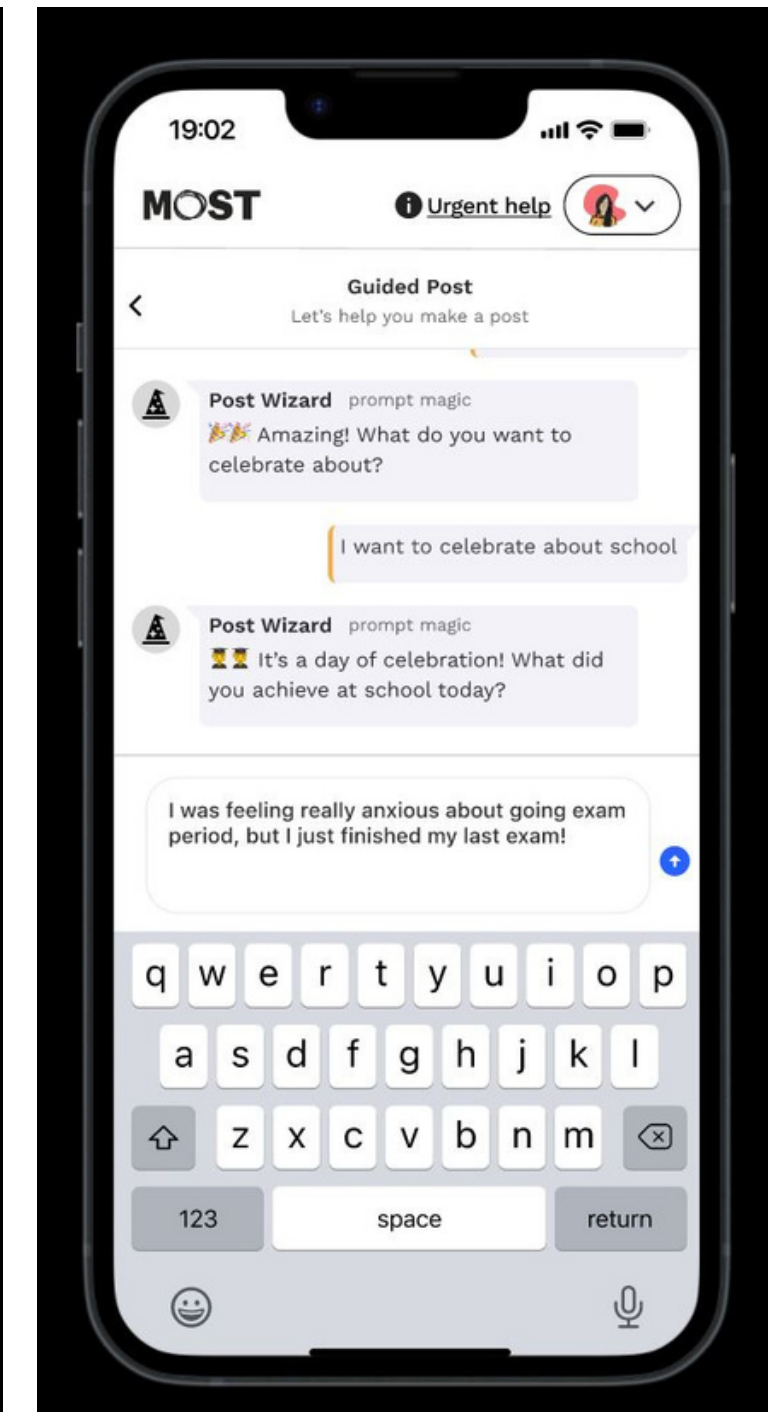 19:02
MOST
Urgent help
Guided Post
Let's help you make a post
Post Wizard prompt magic
🎉🎉 Amazing! What do you want to
celebrate about?
I want to celebrate about school
Post Wizard prompt magic
👨‍🎓👨‍🎓 It's a day of celebration! What did
you achieve at school today?
I was feeling really anxious about going exam
period, but I just finished my last exam!
q w e r t y u i o p
a s d f g h j k l
z x c v b n m
123 space return